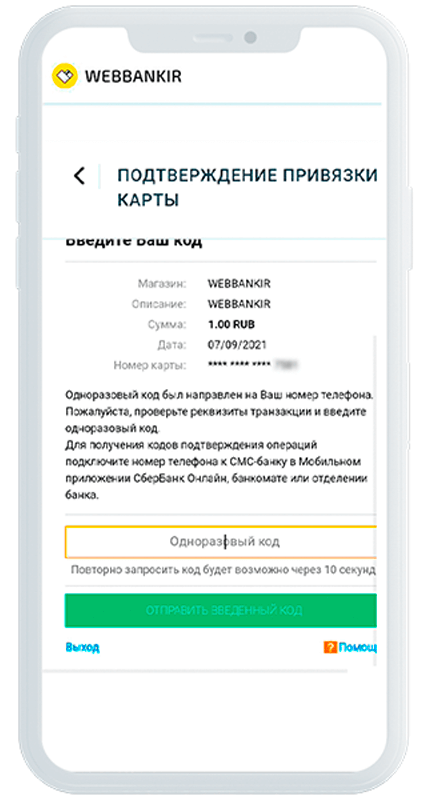 WEBBANKIR
ПОДТВЕРЖДЕНИЕ ПРИВЯЗКИ
КАРТЫ
Введите Ваш код
Магазин: WEBBANKIR
Описание: WEBBANKIR
Сумма: 1.00 RUB
Дата: 07/09/2021
Номер карты: **** **** ****
Одноразовый код был направлен на Ваш номер телефона.
Пожалуйста, проверьте реквизиты транзакции и введите
одноразовый код.
Для получения кодов подтверждения операций
подключите номер телефона к СМС-банку в Мобильном
приложении СберБанк Онлайн, банкомате или отделении
банка.
Одноразовый код
Повторно запросить код будет возможно через 10 секунд
ОТПРАВИТЬ ВВЕДЕННЫЙ КОД
Выход
? Помощ